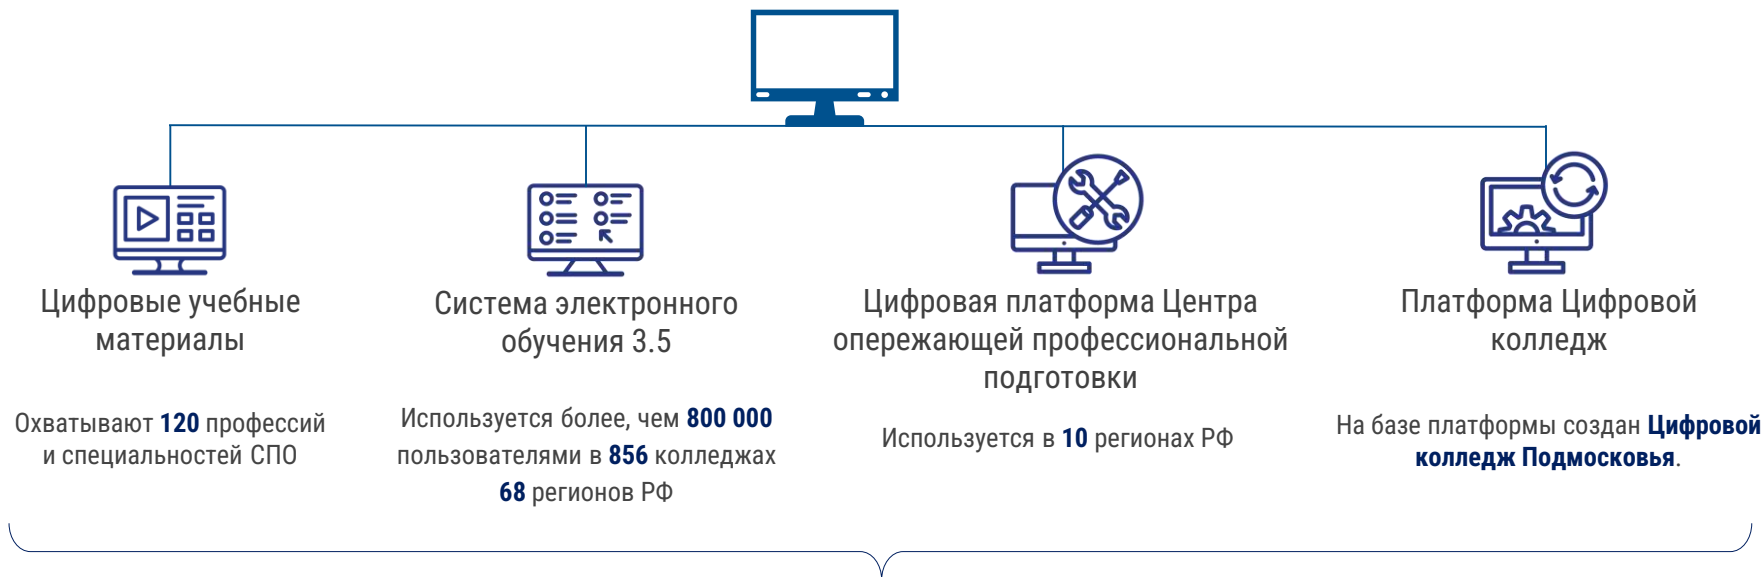 Цифровые учебные
материалы
Охватывают 120 профессий
и специальностей СПО
Система электронного
обучения 3.5
Используется более, чем 800 000
пользователями в 856 колледжах
68 регионов РФ
Цифровая платформа Центра
опережающей профессиональной
подготовки
Используется в 10 регионах РФ
Платформа Цифровой
колледж
На базе платформы создан Цифровой
колледж Подмосковья.